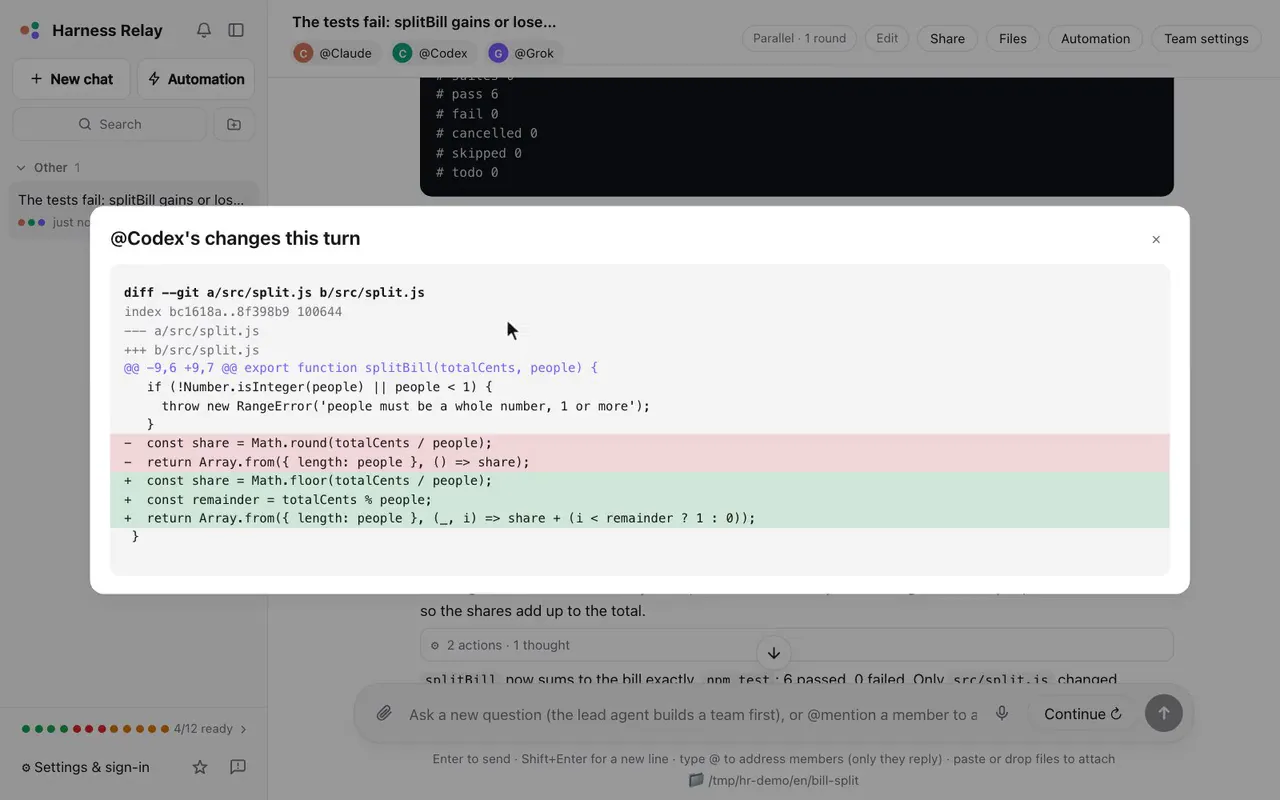 Harness Relay
+ New chat
Automation
Search
Other 1
The tests fail: splitBill gains or los...
just no
4/12 ready
Settings & sign-in
The tests fail: splitBill gains or lose...
C @Claude
C @Codex
G @Grok
Parallel · 1 round
Edit
Share
Files
Automation
Team settings
# pass 6
# fail 0
# cancelled 0
# skipped 0
# todo 0
@Codex's changes this turn
×
diff --git a/src/split.js b/src/split.js
index bc1618a..8f398b9 100644
--- a/src/split.js
+++ b/src/split.js
@@ -9,6 +9,7 @@ export function splitBill(totalCents, people) {
if (!Number.isInteger(people) || people < 1) {
throw new RangeError('people must be a whole number, 1 or more');
}
- const share = Math.round(totalCents / people);
- return Array.from({ length: people }, () => share);
+ const share = Math.floor(totalCents / people);
+ const remainder = totalCents % people;
+ return Array.from({ length: people }, (_, i) => share + (i < remainder ? 1 : 0));
}
so the shares add up to the total.
2 actions · 1 thought
splitBill now sums to the bill exactly. npm test: 6 passed, 0 failed. Only src/split.js changed
Ask a new question (the lead agent builds a team first), or @mention a member to a
Continue
Enter to send · Shift+Enter for a new line · type @ to address members (only they reply) · paste or drop files to attach
/tmp/hr-demo/en/bill-split